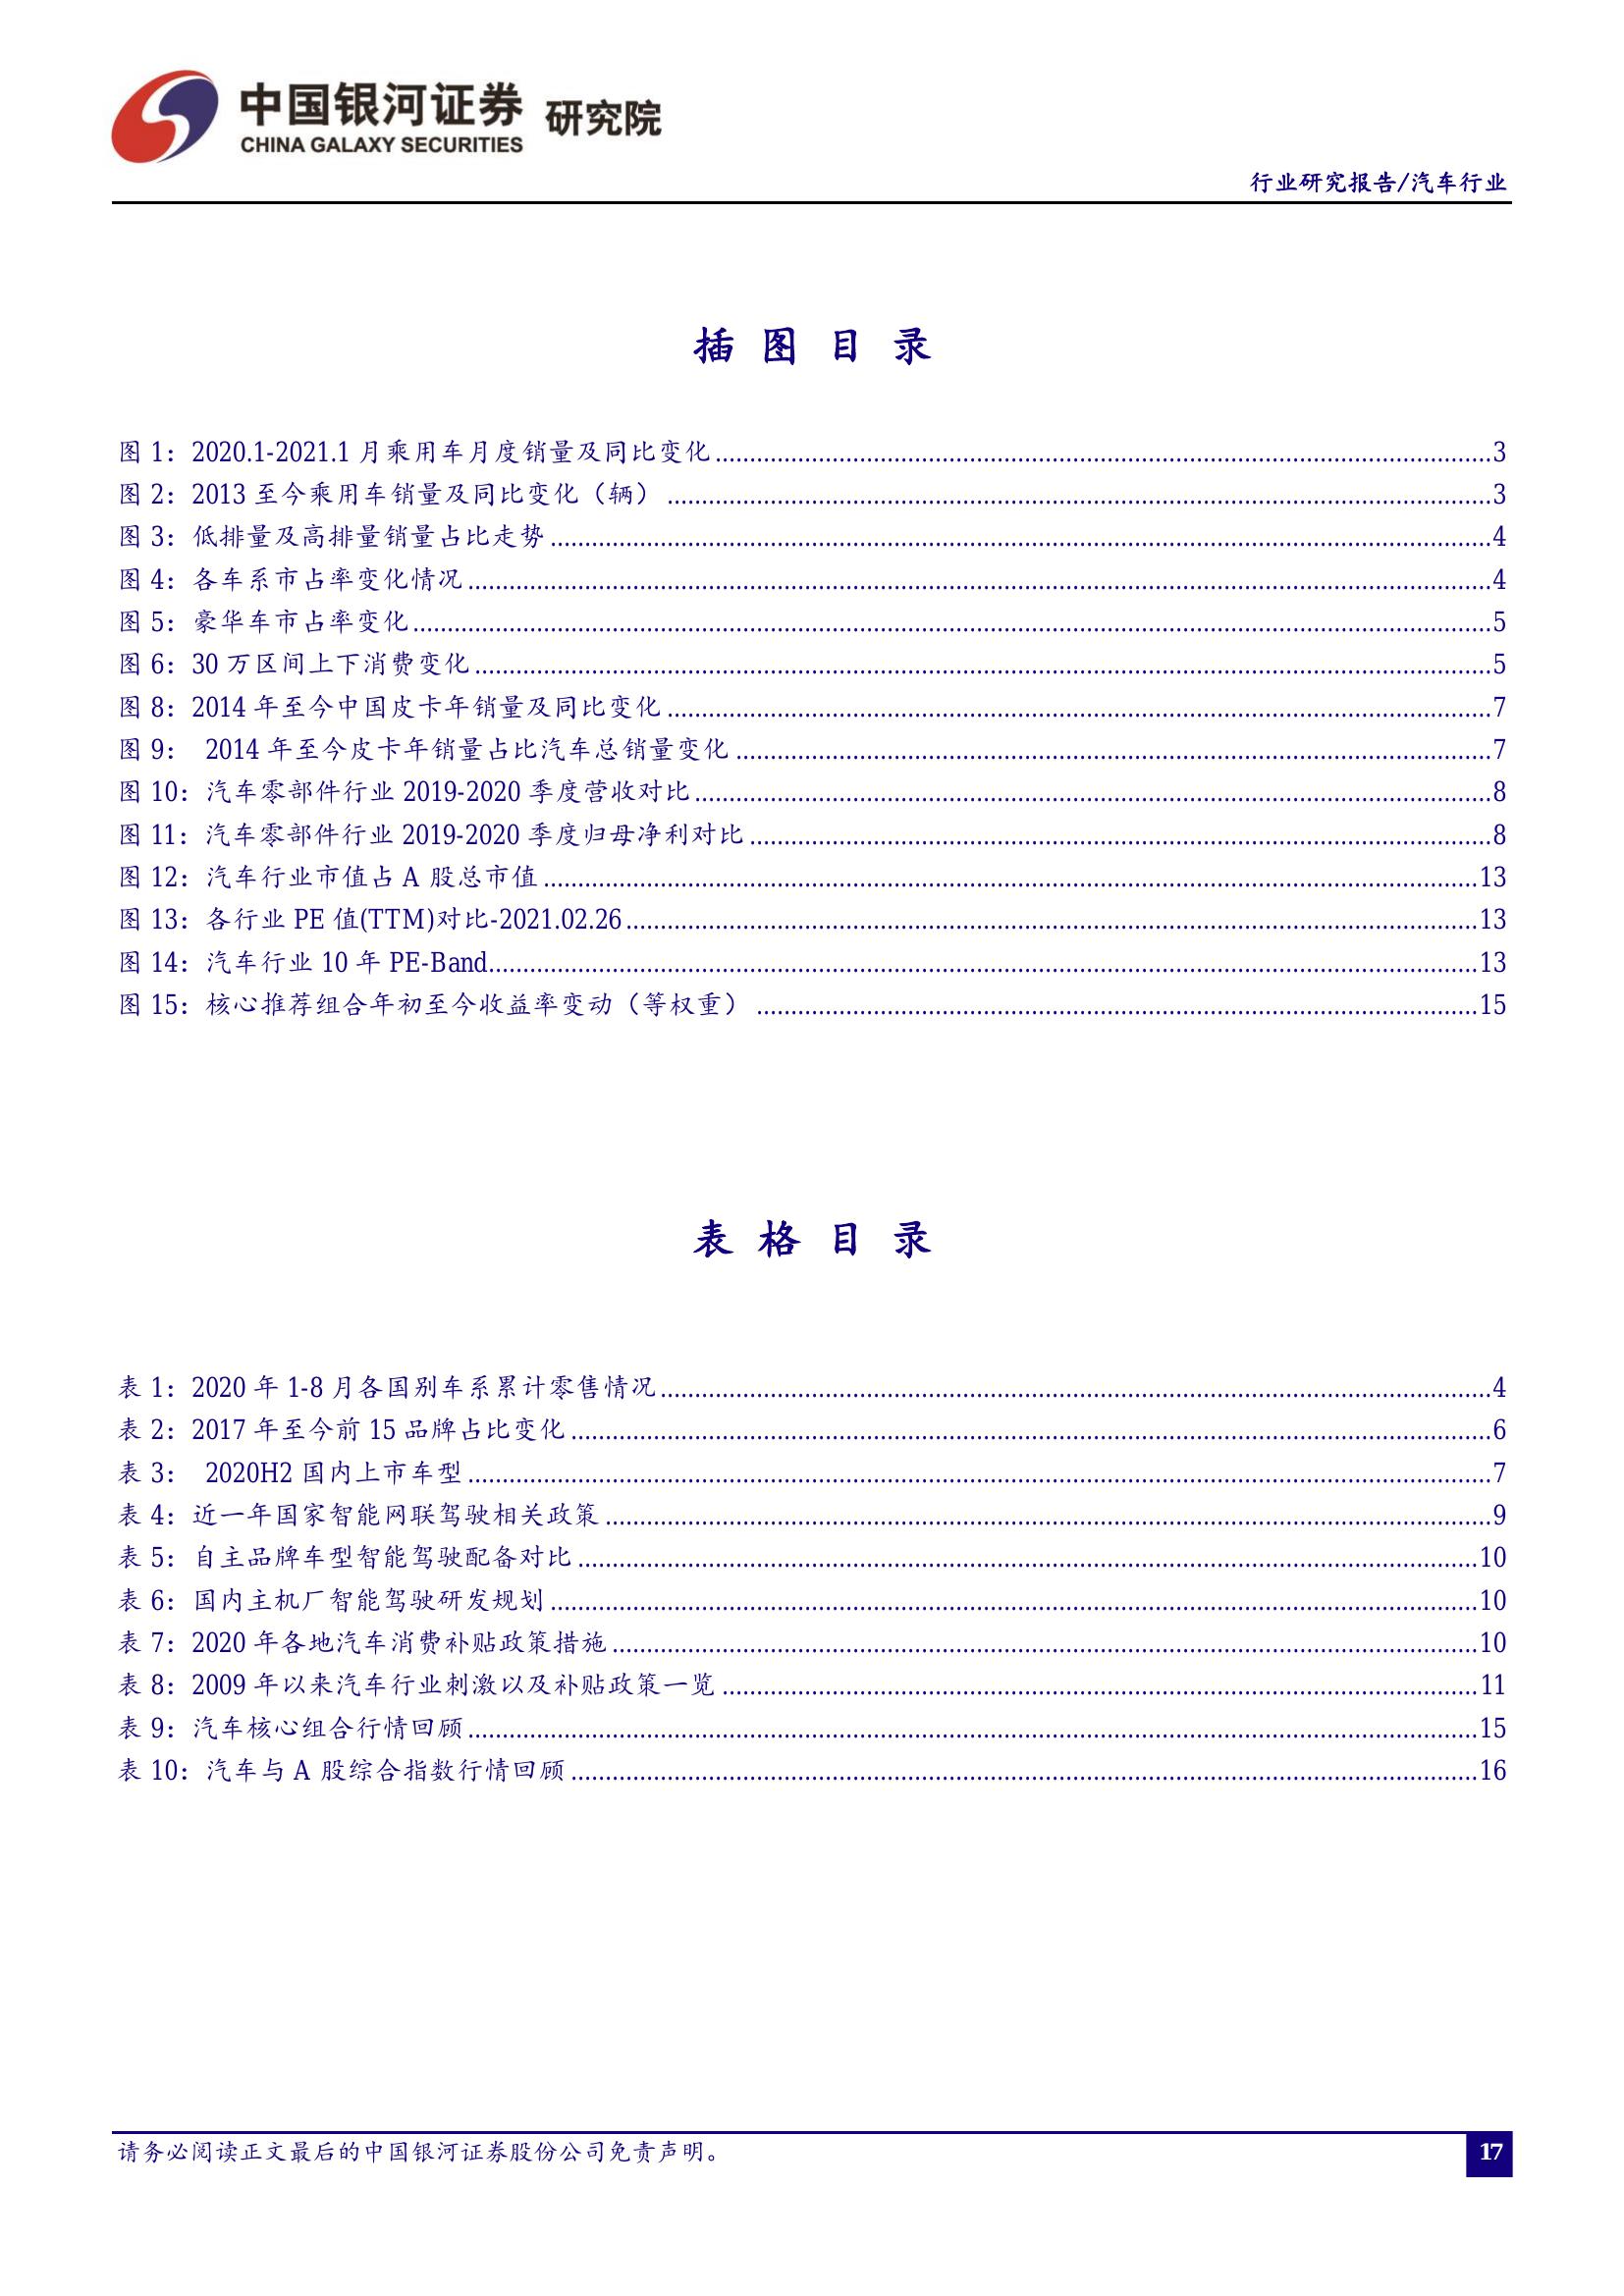 中国银河证券 研究院
CHINA GALAXY SECURITIES
行业研究报告/汽车行业
插 图 目 录
图 1：2020.1-2021.1 月乘用车月度销量及同比变化 3
图 2：2013 至今乘用车销量及同比变化（辆） 3
图 3：低排量及高排量销量占比走势 4
图 4：各车系市占率变化情况 4
图 5：豪华车市占率变化 5
图 6：30 万区间上下消费变化 5
图 8：2014 年至今中国皮卡年销量及同比变化 7
图 9： 2014 年至今皮卡年销量占比汽车总销量变化 7
图 10：汽车零部件行业 2019-2020 季度营收对比 8
图 11：汽车零部件行业 2019-2020 季度归母净利对比 8
图 12：汽车行业市值占 A 股总市值 13
图 13：各行业 PE 值(TTM)对比-2021.02.26 13
图 14：汽车行业 10 年 PE-Band 13
图 15：核心推荐组合年初至今收益率变动（等权重） 15
表 格 目 录
表 1：2020 年 1-8 月各国别车系累计零售情况 4
表 2：2017 年至今前 15 品牌占比变化 6
表 3： 2020H2 国内上市车型 7
表 4：近一年国家智能网联驾驶相关政策 9
表 5：自主品牌车型智能驾驶配备对比 10
表 6：国内主机厂智能驾驶研发规划 10
表 7：2020 年各地汽车消费补贴政策措施 10
表 8：2009 年以来汽车行业刺激以及补贴政策一览 11
表 9：汽车核心组合行情回顾 15
表 10：汽车与 A 股综合指数行情回顾 16
请务必阅读正文最后的中国银河证券股份公司免责声明。
17